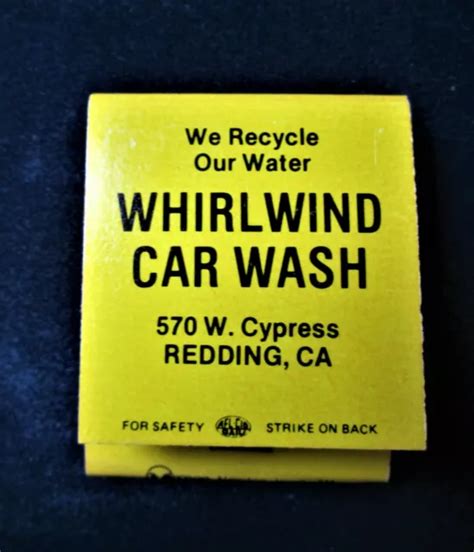 We Recycle
Our Water
WHIRLWIND
CAR WASH
570 W. Cypress
REDDING, CA
FOR SAFETY STRIKE ON BACK